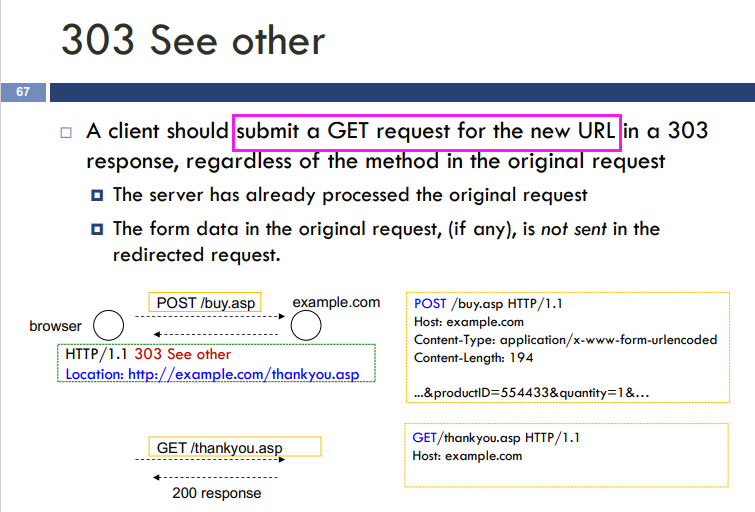 303 See other
67
A client should submit a GET request for the new URL in a 303
response, regardless of the method in the original request
The server has already processed the original request
The form data in the original request, (if any), is not sent in the
redirected request.
POST /buy.asp
example.com
browser
HTTP/1.1 303 See other
Location: http://example.com/thankyou.asp
POST /buy.asp HTTP/1.1
Host: example.com
Content-Type: application/x-www-form-urlencoded
Content-Length: 194
...&productID=554433&quantity=1&...
GET /thankyou.asp
200 response
GET/thankyou.asp HTTP/1.1
Host: example.com